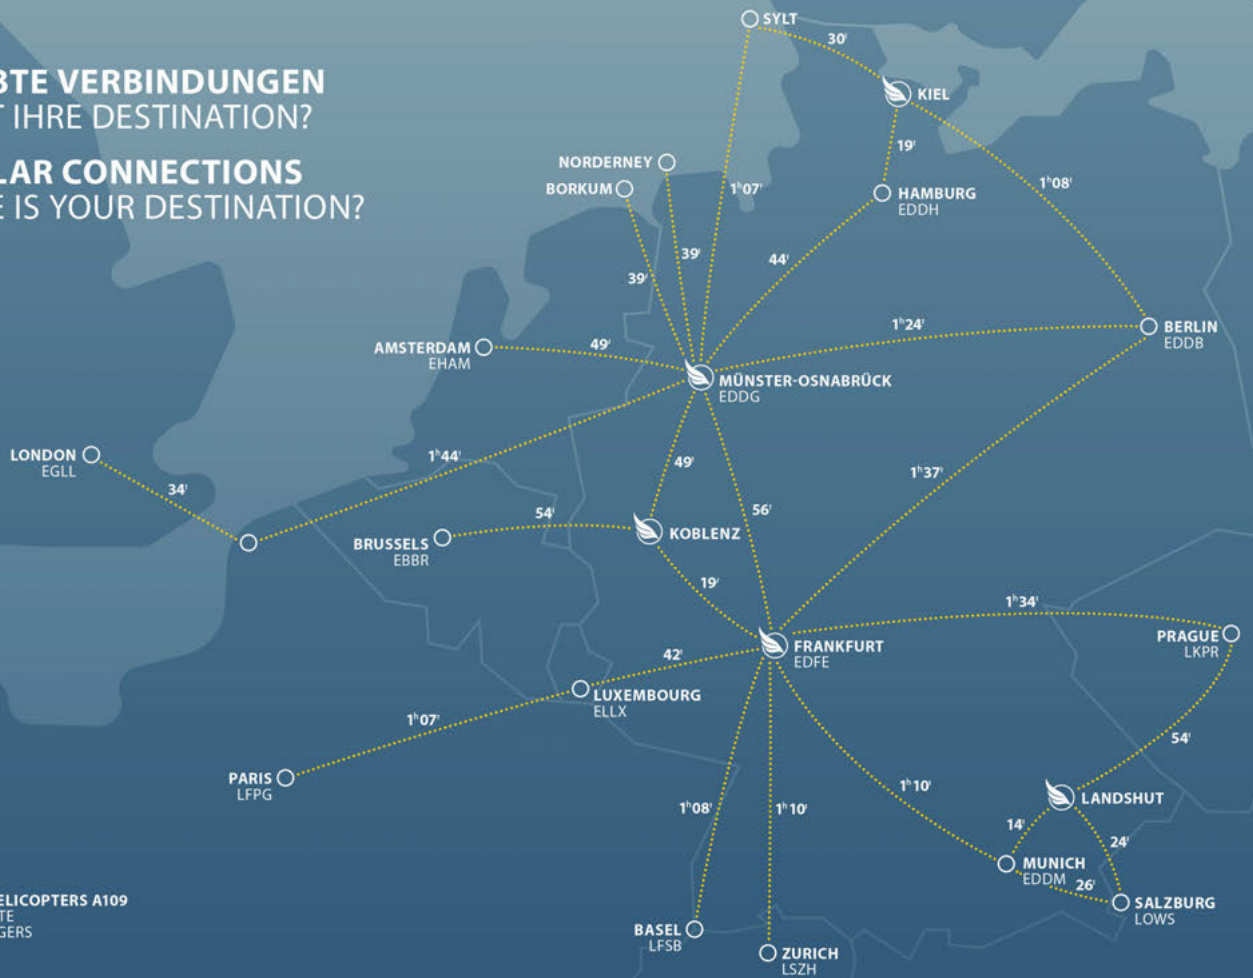 BTE VERBINDUNGEN
T IHRE DESTINATION?
LAR CONNECTIONS
E IS YOUR DESTINATION?
SYLT
30'
KIEL
19'
NORDERNEY
BORKUM
1h07'
HAMBURG
EDDH
1h08'
39'
39'
44'
1h24'
BERLIN
EDDB
AMSTERDAM
EHAM
49'
MÜNSTER-OSNABRÜCK
EDDG
LONDON
EGLL
34'
1h44'
49'
1h37'
BRUSSELS
EBBR
54'
KOBLENZ
56'
19'
1h34'
PRAGUE
LKPR
FRANKFURT
EDFE
42'
LUXEMBOURG
ELLX
1h07'
54'
PARIS
LFPG
1h08'
1h10'
1h10'
LANDSHUT
14'
24'
MUNICH
EDDM
26'
SALZBURG
LOWS
ELICOPTERS A109
TE
GERS
BASEL
LFSB
ZURICH
LSZH